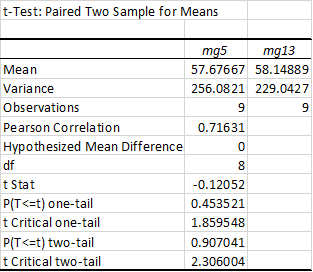 t-Test: Paired Two Sample for Means
mg5 mg13
Mean 57.67667 58.14889
Variance 256.0821 229.0427
Observations 9 9
Pearson Correlation 0.71631
Hypothesized Mean Difference 0
df 8
t Stat -0.12052
P(T<=t) one-tail 0.453521
t Critical one-tail 1.859548
P(T<=t) two-tail 0.907041
t Critical two-tail 2.306004